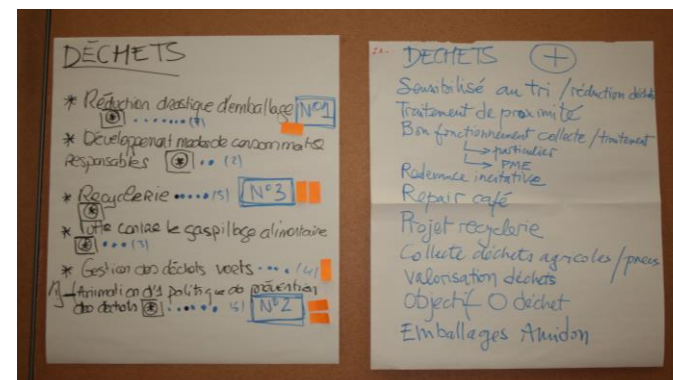 DÉCHETS
* Réduction drastique d'emballage N°1
* Développement modes de consommat°
responsables (2)
* Recyclerie (5) N°3
* Lutte contre le gaspillage alimentaire
(3)
* Gestion des déchets verts (4)
Animation d'1 politique de prévention
des déchets (5) N°2
DECHETS +
Sensibilisé au tri / réduction déchets
Traitement de proximité
Bon fonctionnement collecte / traitement
→ particulier
→ PME
Redevance incitative
Repair café
Projet recyclerie
Collecte déchets agricoles / pneus
Valorisation déchets
Objectif 0 déchet
Emballages Amidon